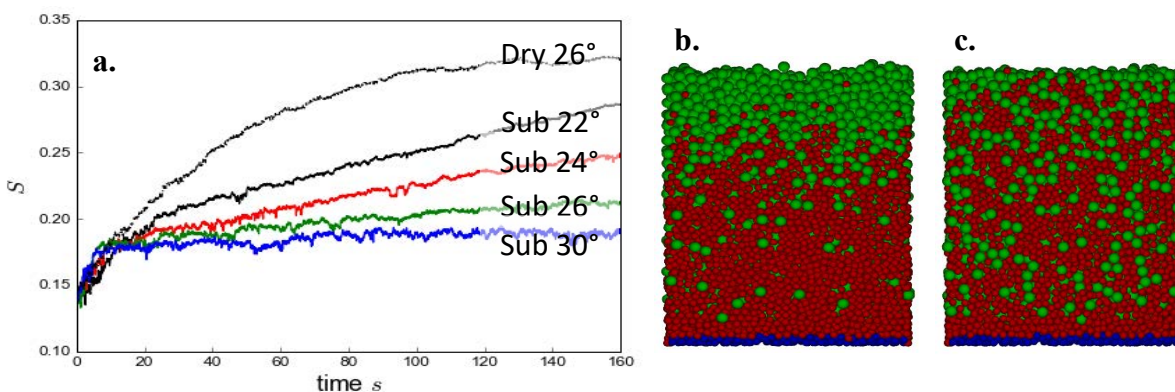 a.
b.
c.
0.35
0.30
0.25
0.20
0.15
0.10
S
Dry 26°
Sub 22°
Sub 24°
Sub 26°
Sub 30°
0 20 40 60 80 100 120 140 160
time s